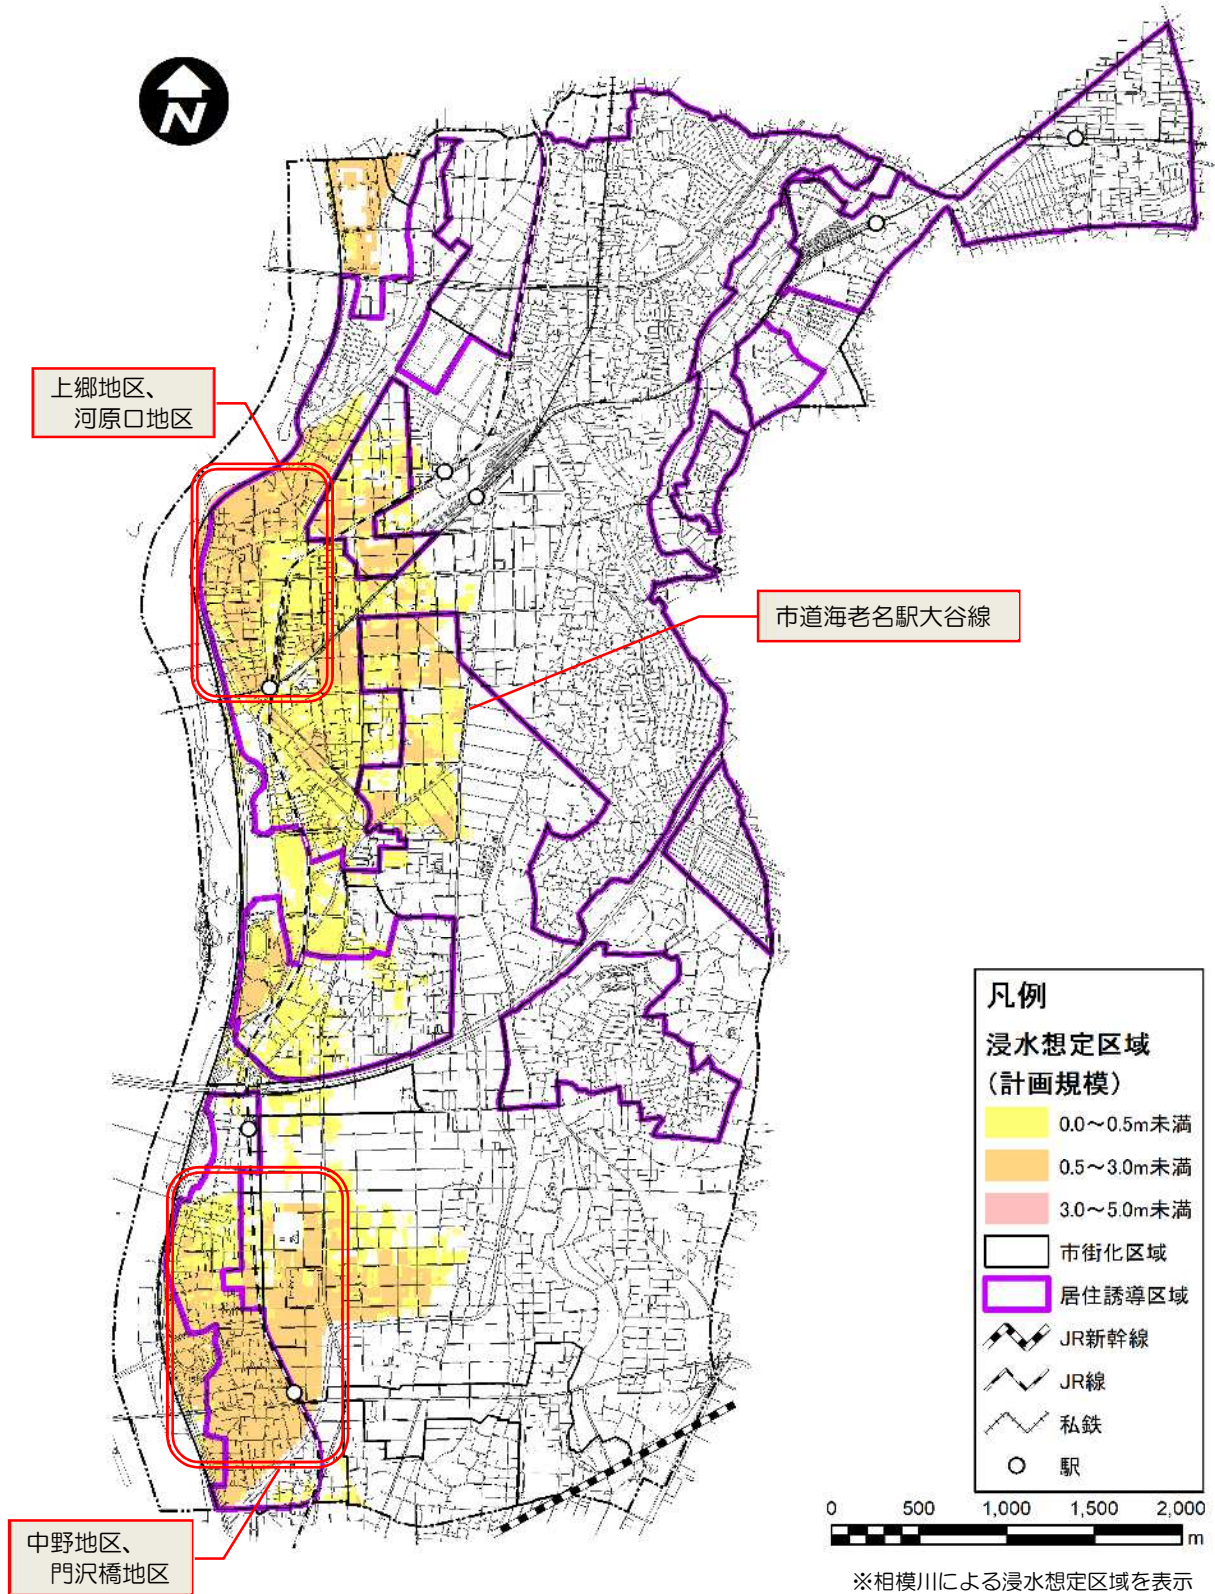 N
上郷地区、
河原口地区
市道海老名駅大谷線
中野地区、
門沢橋地区
凡例
浸水想定区域
(計画規模)
0.0～0.5m未満
0.5～3.0m未満
3.0～5.0m未満
市街化区域
居住誘導区域
JR新幹線
JR線
私鉄
駅
0 500 1,000 1,500 2,000
m
※相模川による浸水想定区域を表示